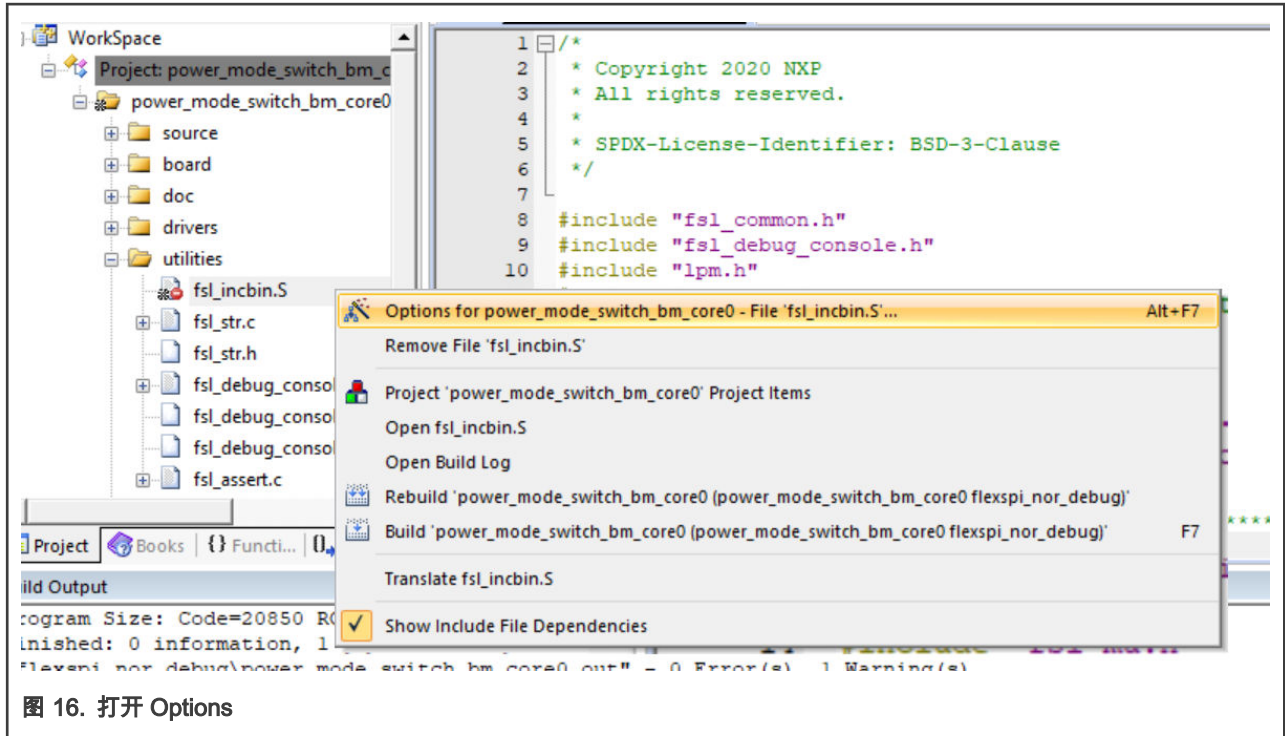 WorkSpace
Project: power_mode_switch_bm_c
power_mode_switch_bm_core0
source
board
doc
drivers
utilities
fsl_incbin.S
fsl_str.c
fsl_str.h
fsl_debug_conso
fsl_debug_conso
fsl_debug_conso
fsl_assert.c
Project Books {} Functi... 0
1 /*
2 * Copyright 2020 NXP
3 * All rights reserved.
4 *
5 * SPDX-License-Identifier: BSD-3-Clause
6 */
7
8 #include "fsl_common.h"
9 #include "fsl_debug_console.h"
10 #include "lpm.h"
Options for power_mode_switch_bm_core0 - File 'fsl_incbin.S'... Alt+F7
Remove File 'fsl_incbin.S'
Project 'power_mode_switch_bm_core0' Project Items
Open fsl_incbin.S
Open Build Log
Rebuild 'power_mode_switch_bm_core0 (power_mode_switch_bm_core0 flexspi_nor_debug)'
Build 'power_mode_switch_bm_core0 (power_mode_switch_bm_core0 flexspi_nor_debug)' F7
Translate fsl_incbin.S
Show Include File Dependencies
****
ild Output
rogram Size: Code=20850 R
inished: 0 information, 1
flexspi_nor_debug\power_mode_switch_bm_core0.out" - 0 Error(s), 1 Warning(s)
图 16. 打开 Options